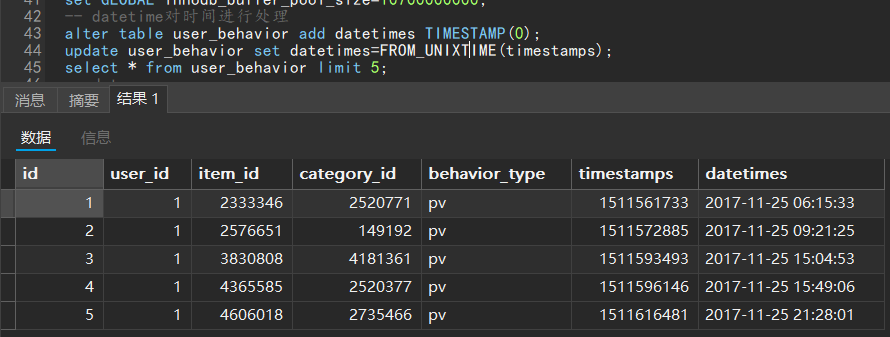 42 -- datetime对时间进行处理
43 alter table user_behavior add datetimes TIMESTAMP(0);
44 update user_behavior set datetimes=FROM_UNIXTIME(timestamps);
45 select * from user_behavior limit 5;
消息 摘要 结果 1
数据 信息
id user_id item_id category_id behavior_type timestamps datetimes
1 1 2333346 2520771 pv 1511561733 2017-11-25 06:15:33
2 1 2576651 149192 pv 1511572885 2017-11-25 09:21:25
3 1 3830808 4181361 pv 1511593493 2017-11-25 15:04:53
4 1 4365585 2520377 pv 1511596146 2017-11-25 15:49:06
5 1 4606018 2735466 pv 1511616481 2017-11-25 21:28:01